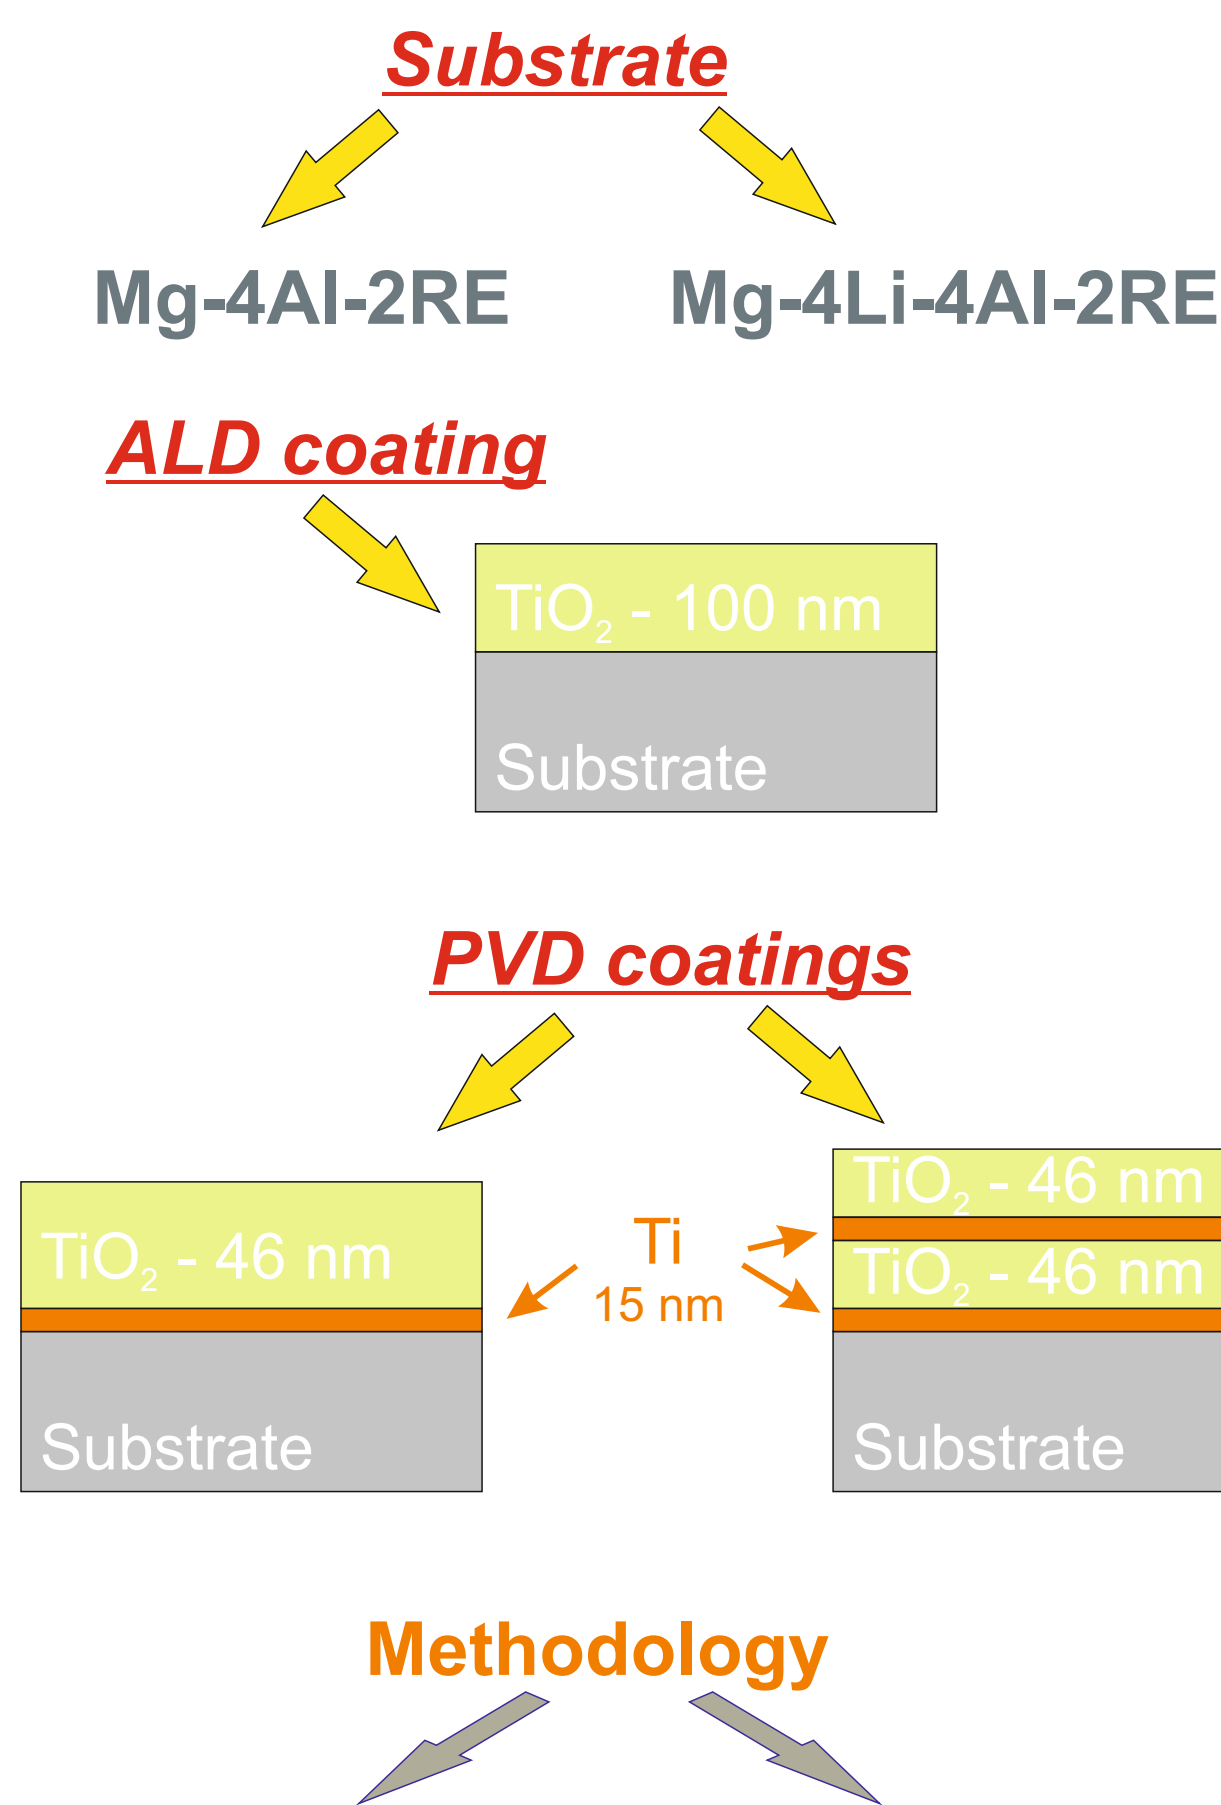 Substrate
Mg-4Al-2RE
Mg-4Li-4Al-2RE
ALD coating
TiO₂ - 100 nm
Substrate
PVD coatings
TiO₂ - 46 nm
Substrate
Ti
15 nm
TiO₂ - 46 nm
TiO₂ - 46 nm
Substrate
Methodology